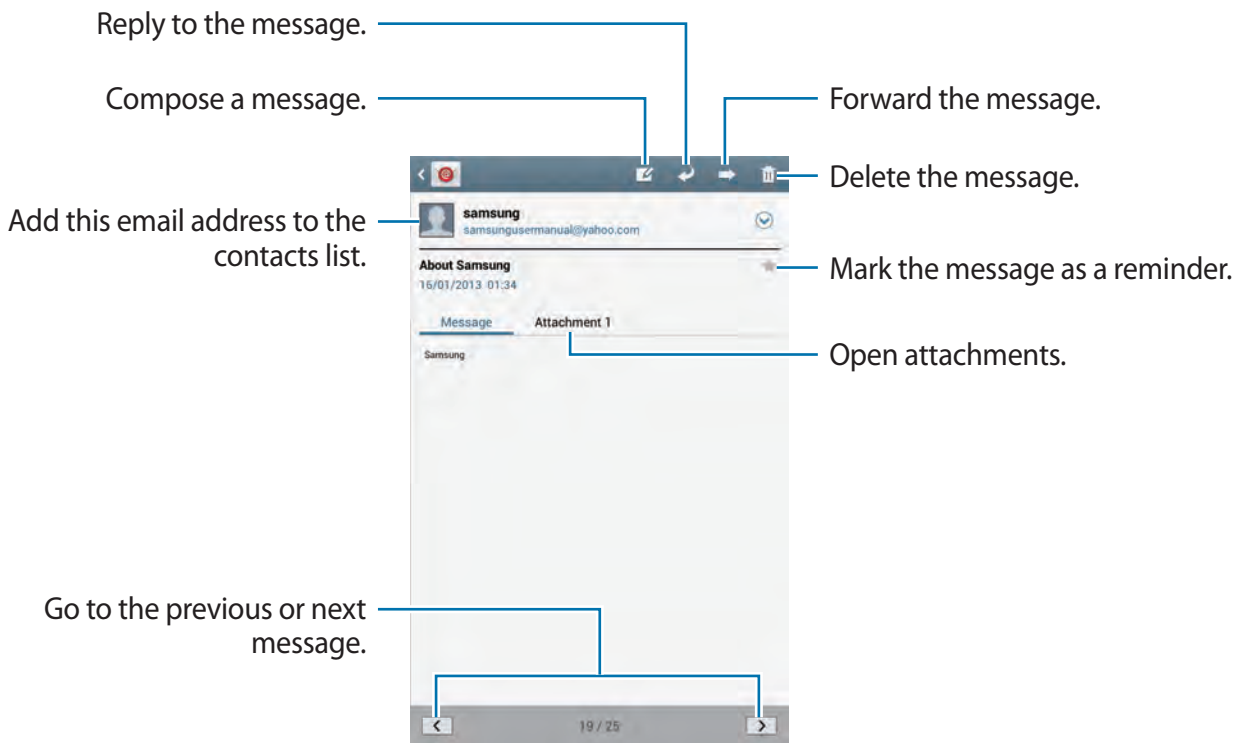 Reply to the message.
Compose a message.
Forward the message.
Delete the message.
samsung
samsungusermanual@yahoo.com
Add this email address to the
contacts list.
About Samsung
16/01/2013 01:34
Mark the message as a reminder.
Message Attachment 1
Samsung
Open attachments.
Go to the previous or next
message.
19 / 25